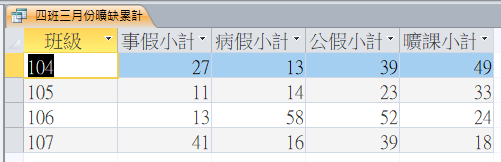 四班三月份曠缺累計
班級 事假小計 病假小計 公假小計 曠課小計
104 27 13 39 49
105 11 14 23 33
106 13 58 52 24
107 41 16 39 18